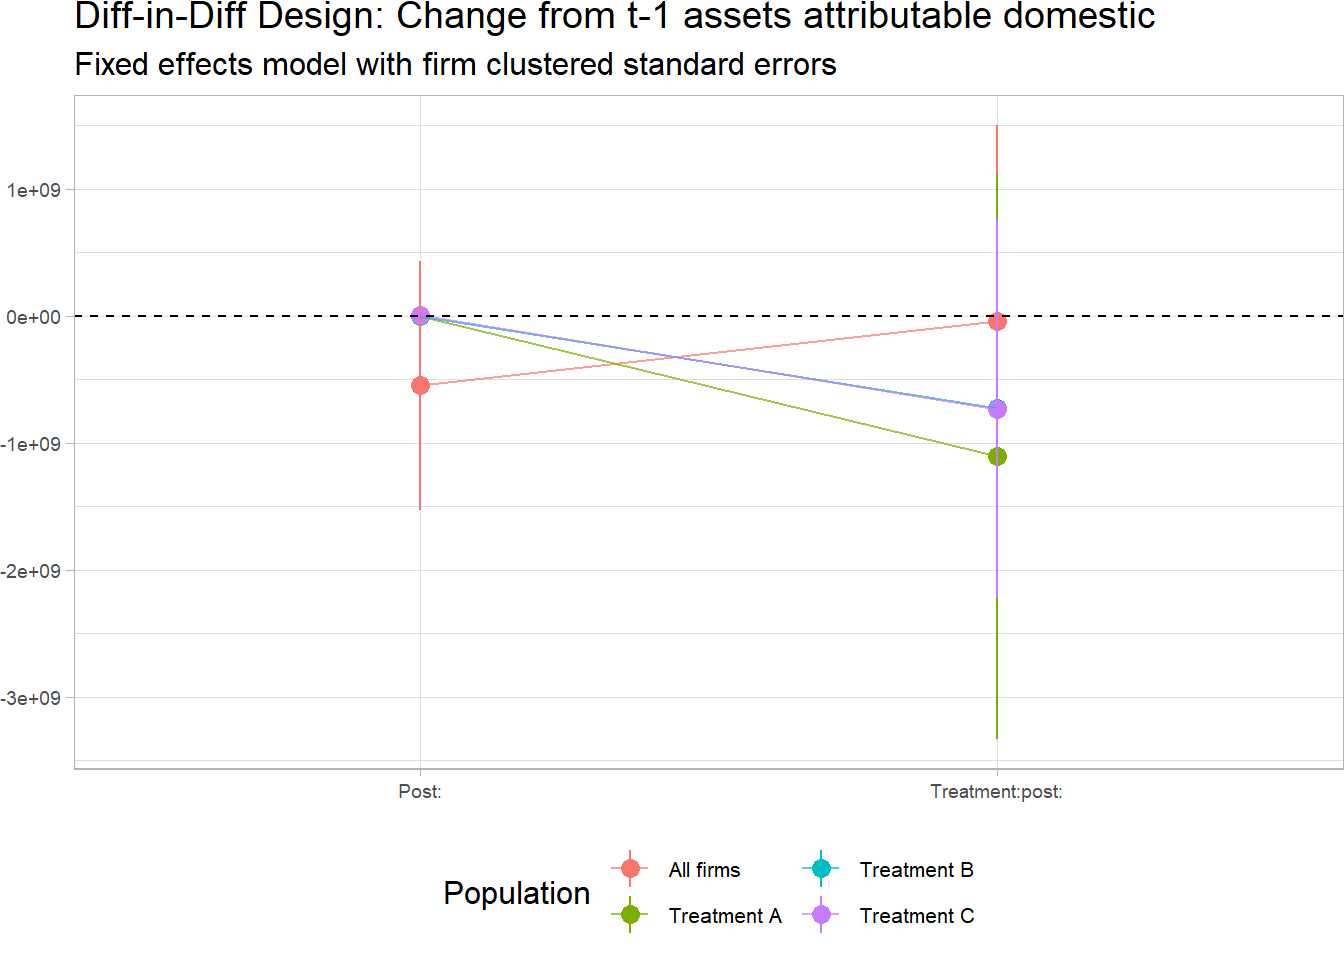 Diff-in-Diff Design: Change from t-1 assets attributable domestic
Fixed effects model with firm clustered standard errors
1e+09
0e+00
-1e+09
-2e+09
-3e+09
Post:
Treatment:post:
Population
All firms
Treatment B
Treatment A
Treatment C